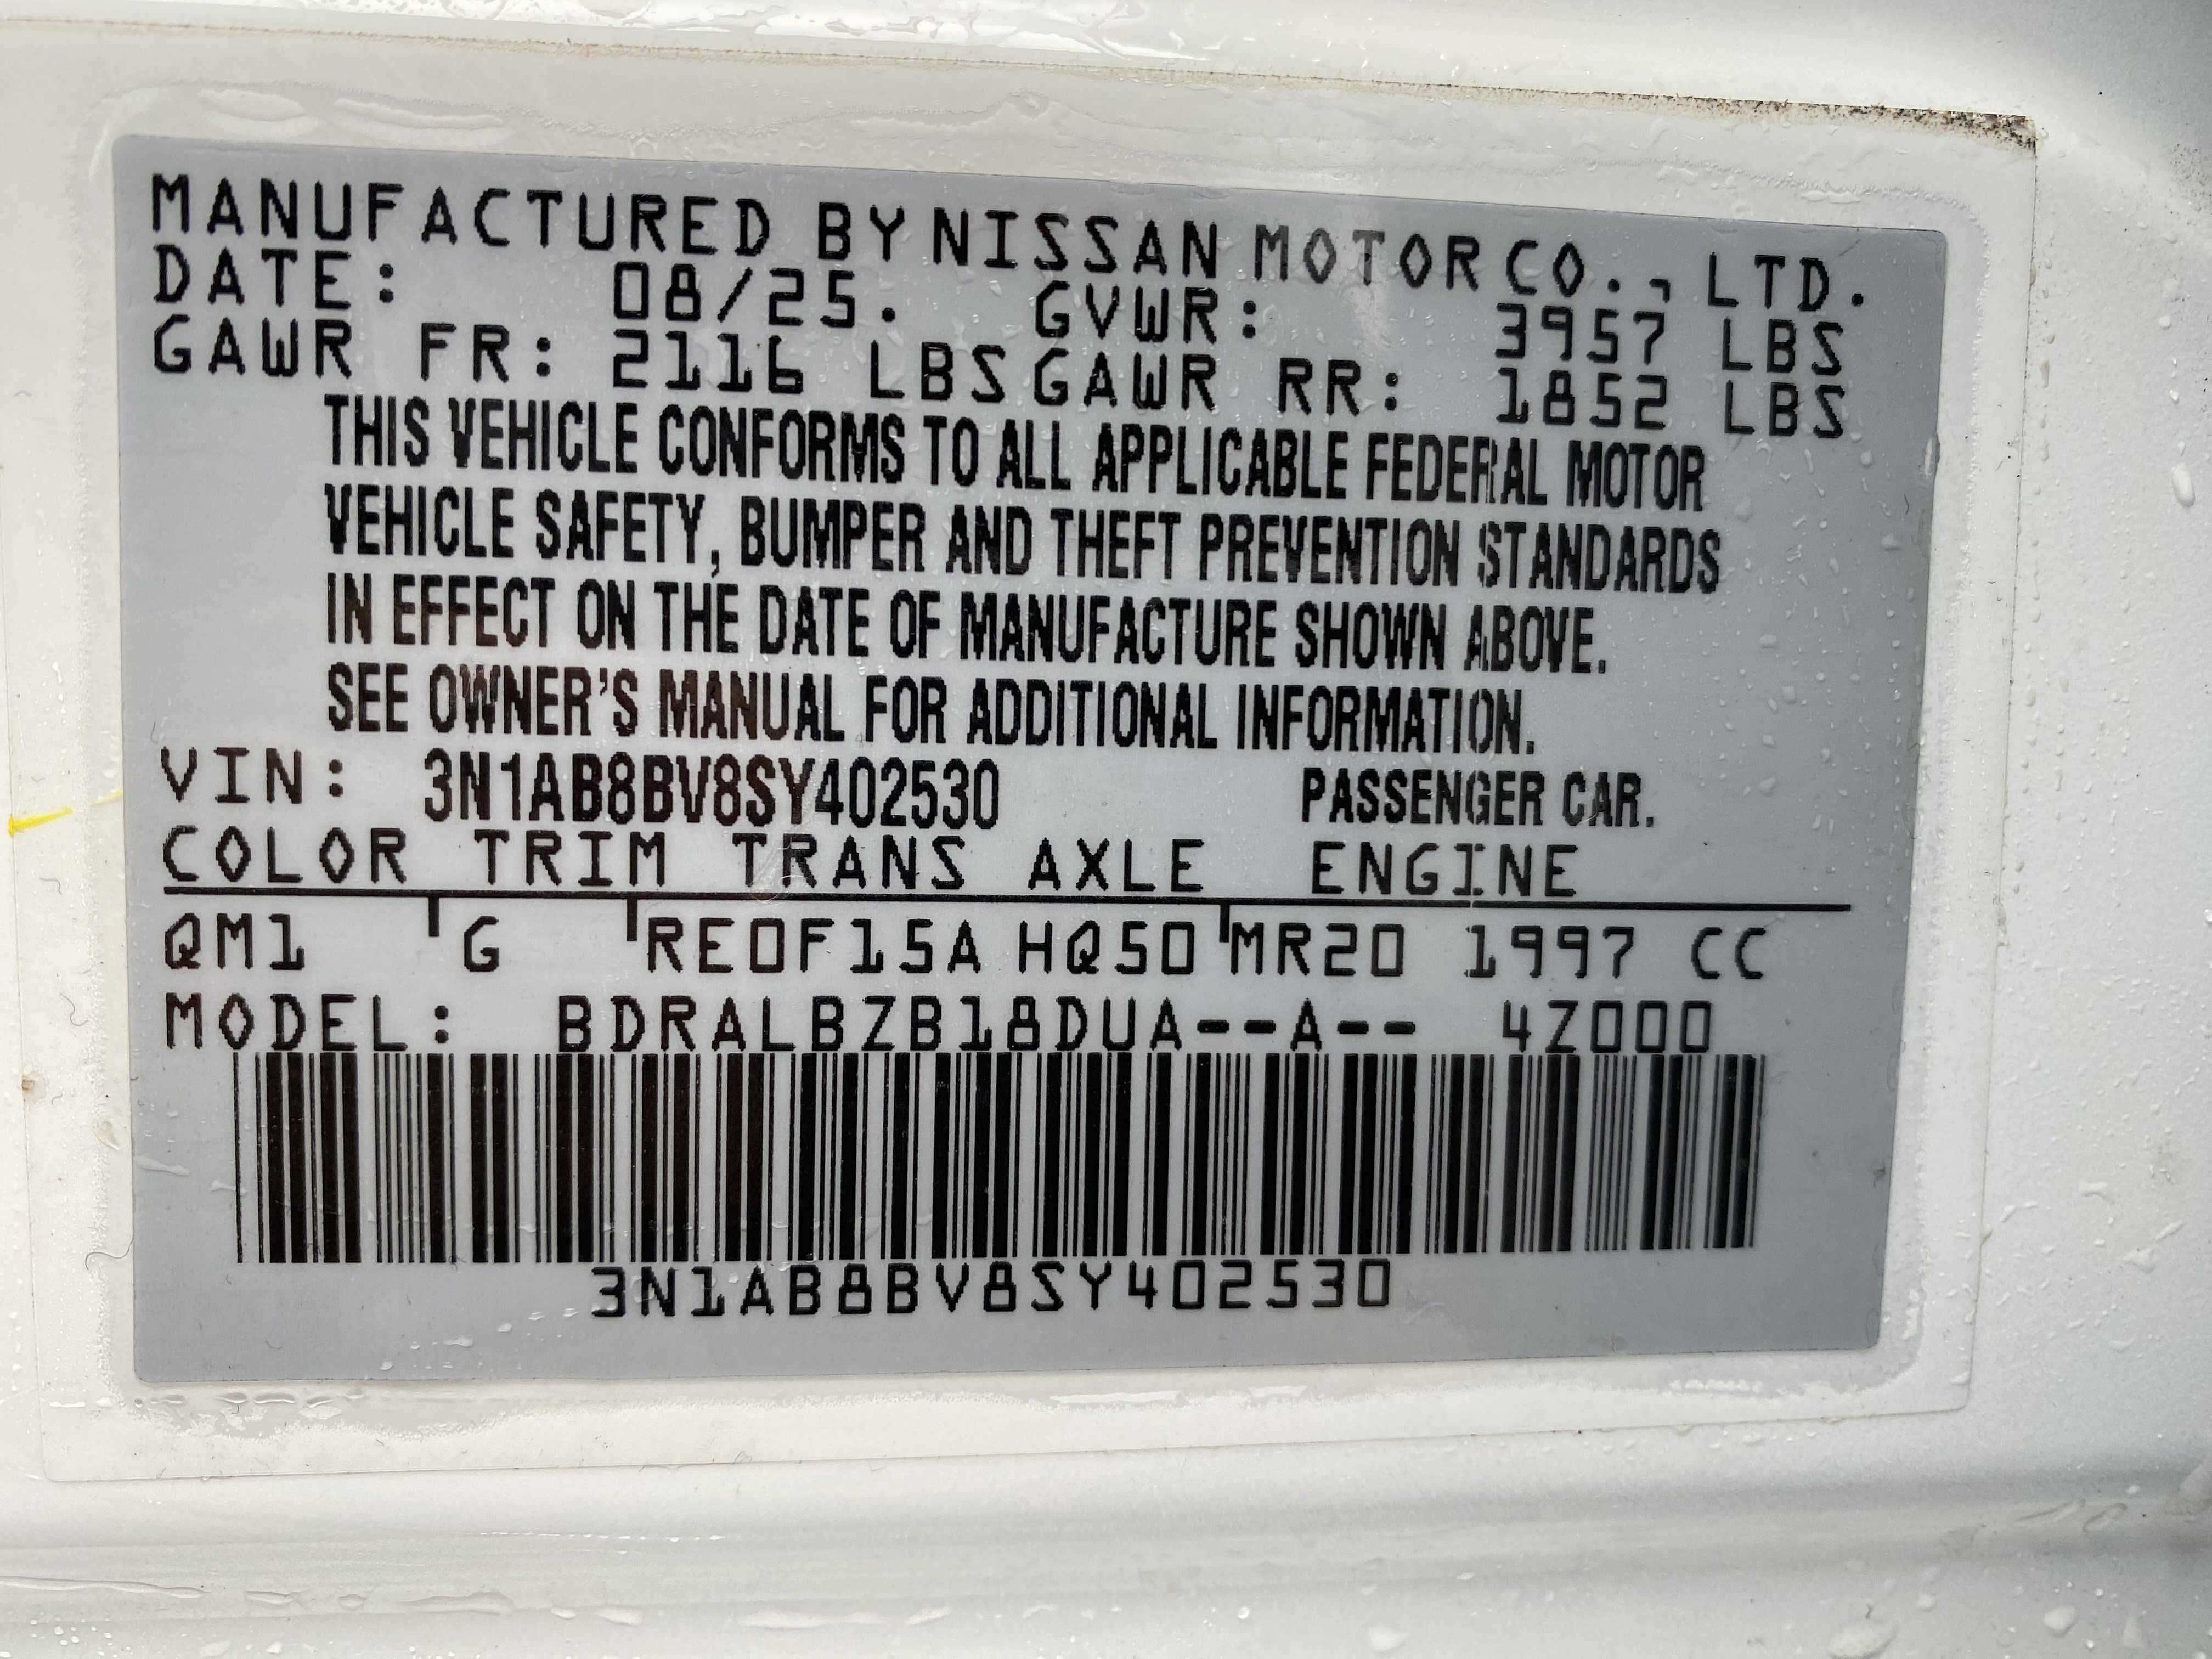 MANUFACTURED BY NISSAN MOTOR CO., LTD.
DATE: 08/25. GVWR: 3957 LBS
GAWR FR: 2116 LBS GAWR RR: 1852 LBS
THIS VEHICLE CONFORMS TO ALL APPLICABLE FEDERAL MOTOR
VEHICLE SAFETY, BUMPER AND THEFT PREVENTION STANDARDS
IN EFFECT ON THE DATE OF MANUFACTURE SHOWN ABOVE.
SEE OWNER'S MANUAL FOR ADDITIONAL INFORMATION.
VIN: 3N1AB8BV8SY402530 PASSENGER CAR.
COLOR TRIM TRANS AXLE ENGINE
QM1 G RE0F15A HQ50 MR20 1997 CC
MODEL: BDRALBZB18DUA--A-- 4Z000
3N1AB8BV8SY402530